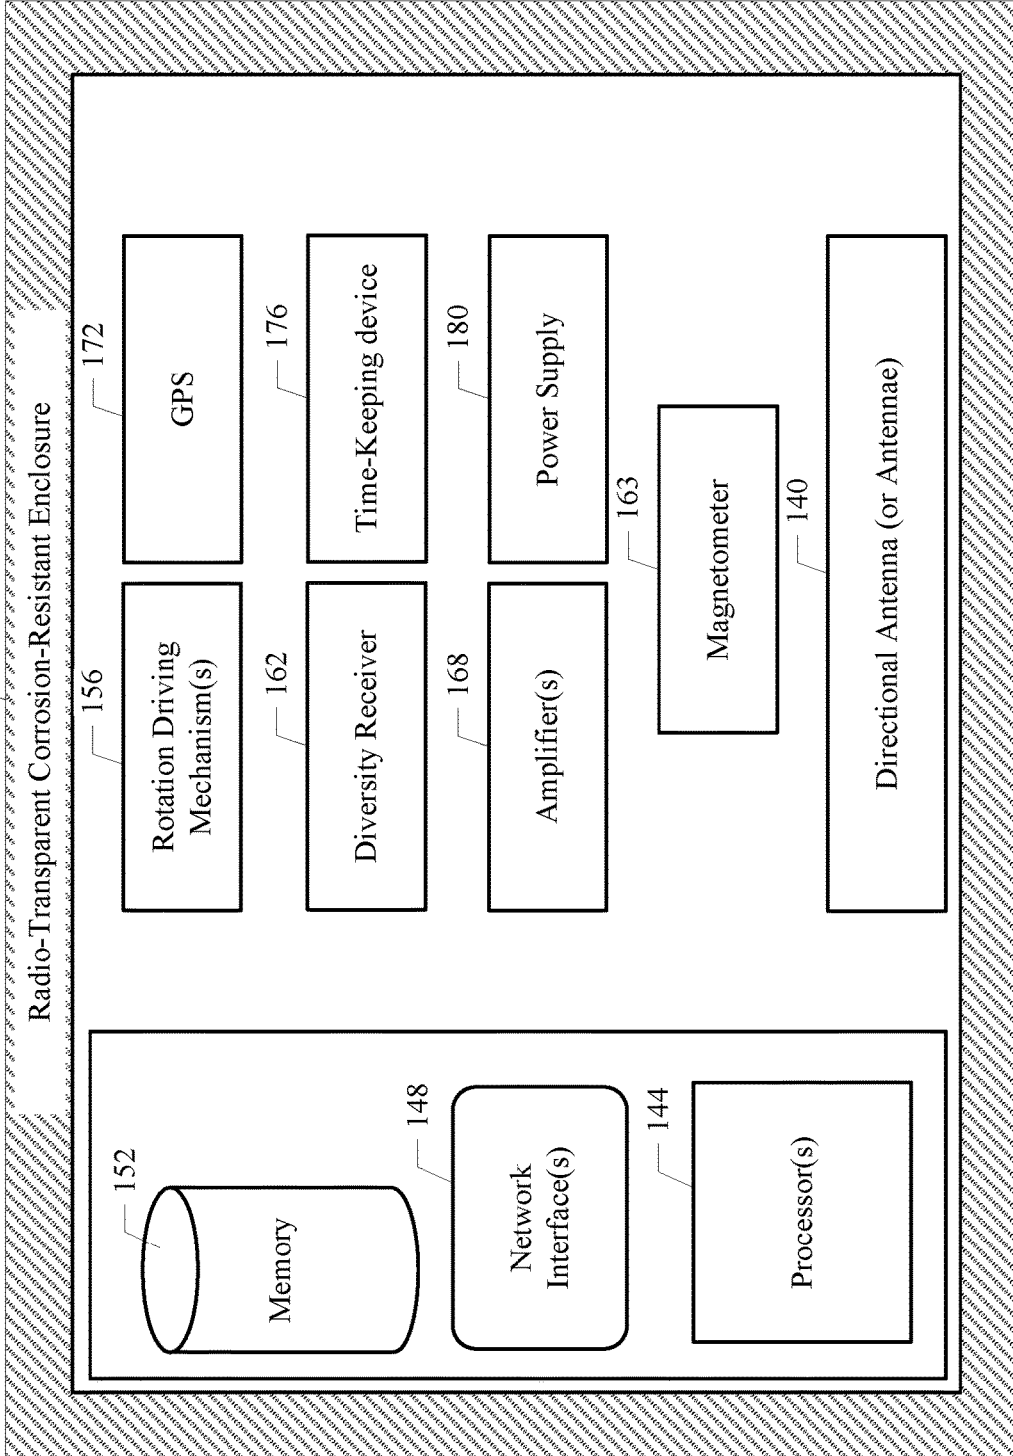 Radio-Transparent Corrosion-Resistant Enclosure
152
Memory
148
Network
Interface(s)
144
Processor(s)
156
Rotation Driving
Mechanism(s)
172
GPS
162
Diversity Receiver
176
Time-Keeping device
168
Amplifier(s)
180
Power Supply
163
Magnetometer
140
Directional Antenna (or Antennae)